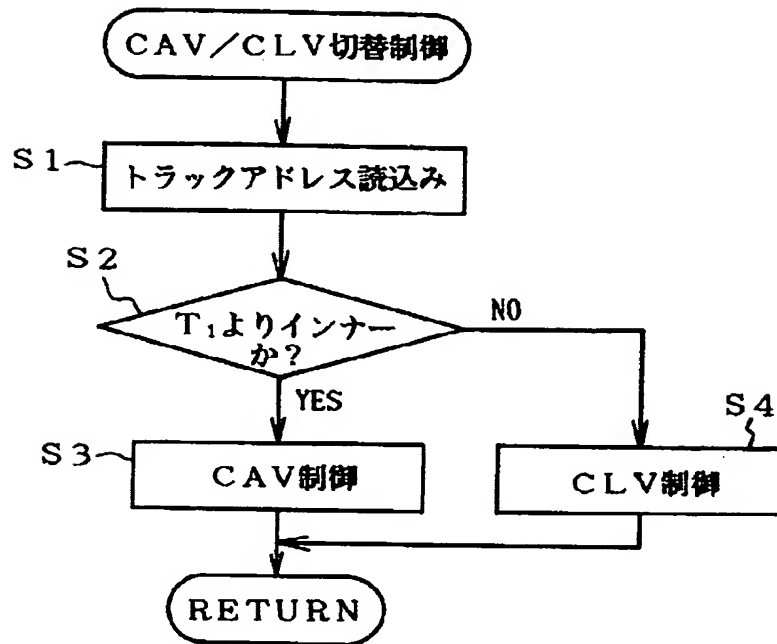 CAV/CLV切替制御
S1
トラックアドレス読込み
S2
T₁よりインナー
か?
NO
YES
S3
CAV制御
S4
CLV制御
RETURN